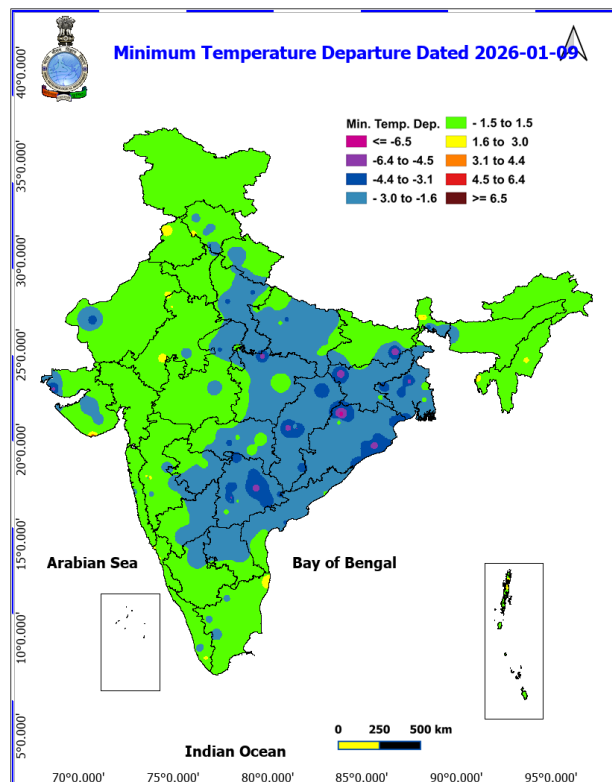 Minimum Temperature Departure Dated 2026-01-09
Min. Temp. Dep.
<= -6.5
-6.4 to -4.5
-4.4 to -3.1
- 3.0 to -1.6
- 1.5 to 1.5
1.6 to 3.0
3.1 to 4.4
4.5 to 6.4
>= 6.5
40°0.000'
35°0.000'
30°0.000'
25°0.000'
20°0.000'
15°0.000'
10°0.000'
5°0.000'
Arabian Sea
Bay of Bengal
Indian Ocean
0 250 500 km
70°0.000' 75°0.000' 80°0.000' 85°0.000' 90°0.000' 95°0.000'